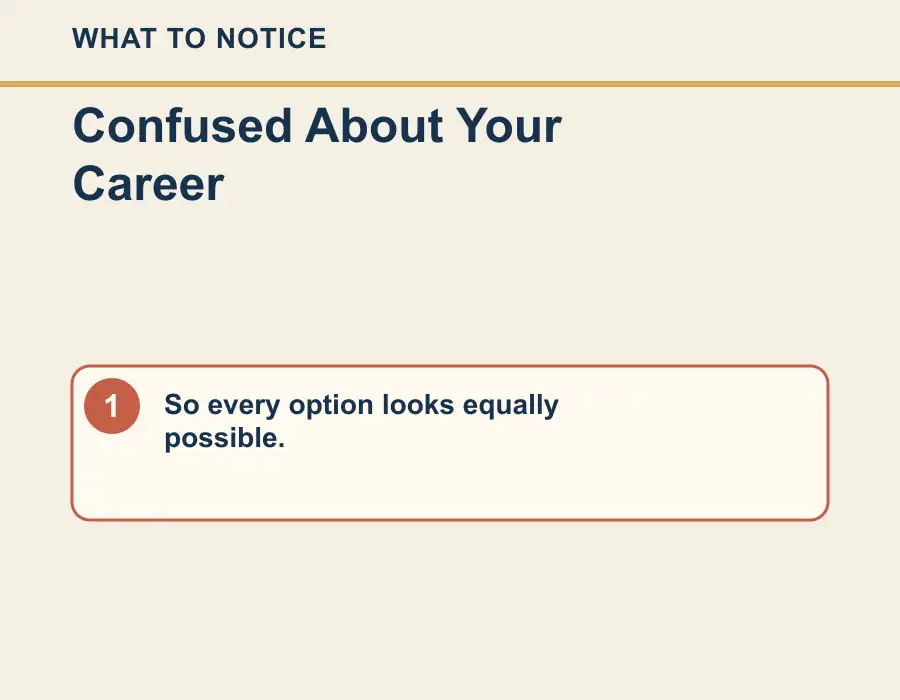 WHAT TO NOTICE
Confused About Your
Career
1
So every option looks equally
possible.